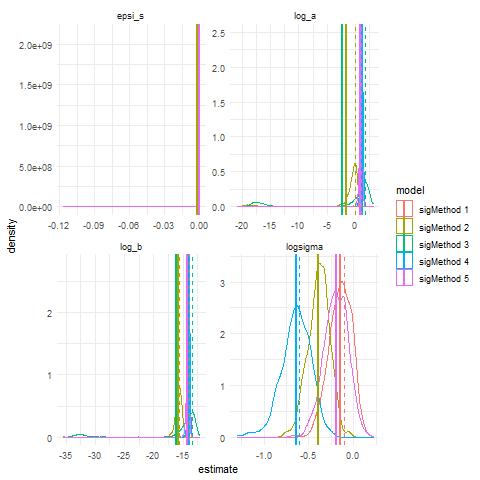 epsi_s
log_a
2.0e+09
1.5e+09
1.0e+09
5.0e+08
0.0e+00
-0.12
-0.09
-0.06
-0.03
0.00
2.5
2.0
1.5
1.0
0.5
0.0
-20
-15
-10
-5
0
density
log_b
logsigma
2
1
0
-35
-30
-25
-20
-15
3
2
1
0
-1.0
-0.5
0.0
estimate
model
sigMethod 1
sigMethod 2
sigMethod 3
sigMethod 4
sigMethod 5